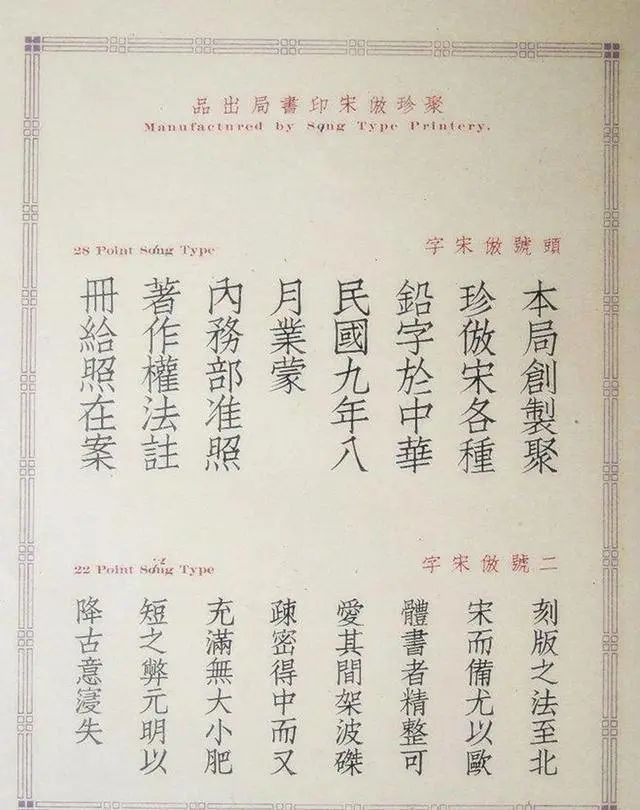 聚珍倣宋印書局出品
Manufactured by Song Type Printery.
頭號倣宋字
28 Point Song Type
本局創製聚
珍倣宋各種
鉛字於中華
民國九年八
月業蒙
內務部准照
著作權法註
冊給照在案
二號倣宋字
22 Point Song Type
刻版之法至北
宋而備尤以歐
體書者精整可
愛其間架波磔
疎密得中而又
充滿無大小肥
短之弊元明以
降古意寖失